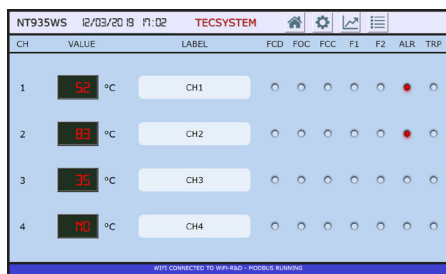 NT935WS 12/03/2019 17:02 TECSYSTEM
CH VALUE LABEL FCD FOC FCC F1 F2 ALR TRP
1 52 °C CH1
2 83 °C CH2
3 35 °C CH3
4 NO °C CH4
WIFI CONNECTED TO WIFI-R&D - MODBUS RUNNING